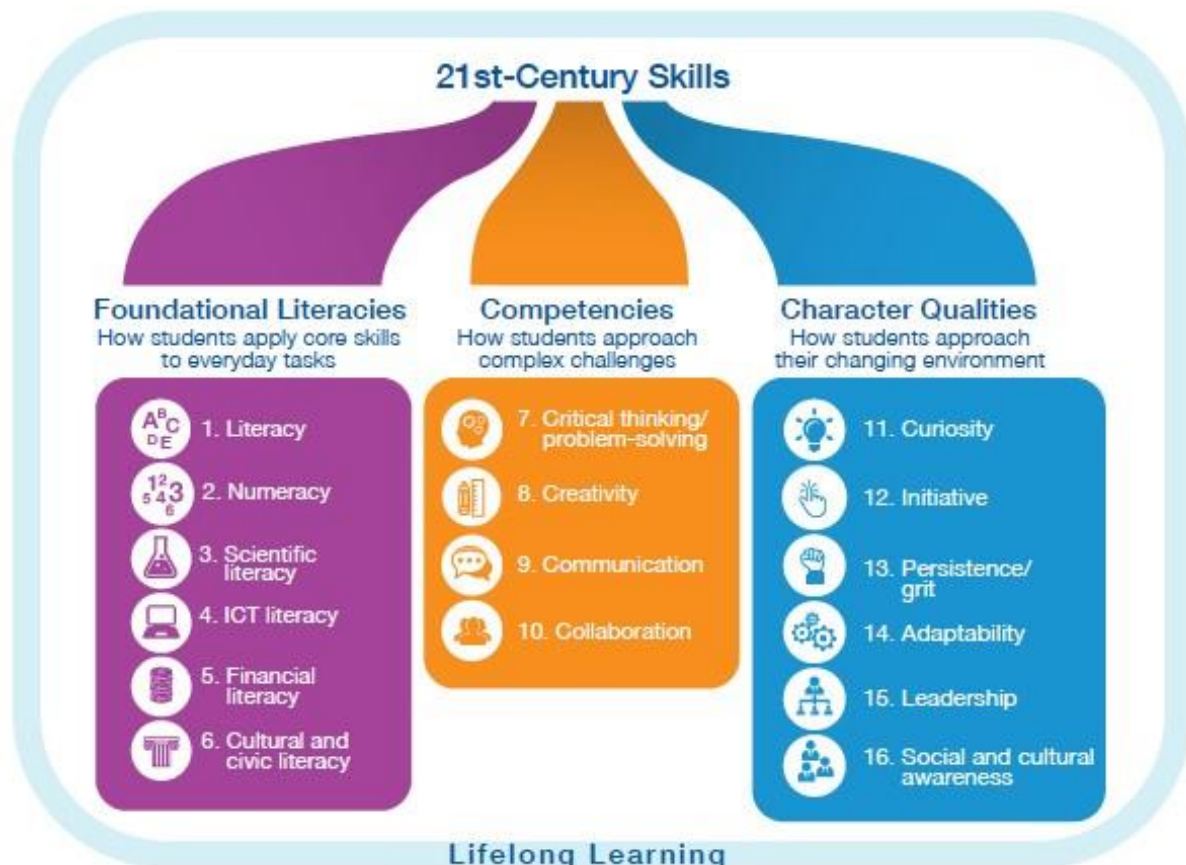 21st-Century Skills
Foundational Literacies
How students apply core skills
to everyday tasks
ABCDE
1. Literacy
123
546
2. Numeracy
3. Scientific
literacy
4. ICT literacy
5. Financial
literacy
6. Cultural and
civic literacy
Competencies
How students approach
complex challenges
7. Critical thinking/
problem-solving
8. Creativity
9. Communication
10. Collaboration
Character Qualities
How students approach
their changing environment
11. Curiosity
12. Initiative
13. Persistence/
grit
14. Adaptability
15. Leadership
16. Social and cultural
awareness
Lifelong Learning